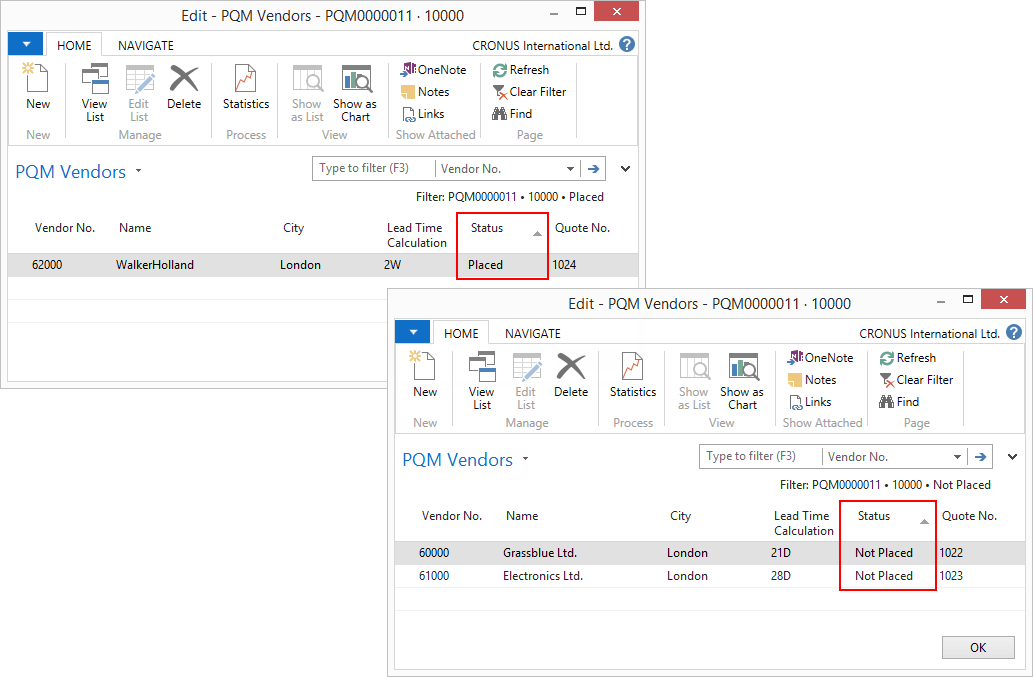 Edit - PQM Vendors - PQM0000011 · 10000
HOME NAVIGATE CRONUS International Ltd. ?
New View List Edit List Delete Statistics Show as List Show as Chart OneNote Notes Links Refresh Clear Filter Find
New Manage Process View Show Attached Page
PQM Vendors Type to filter (F3) Vendor No.
Filter: PQM0000011 • 10000 • Placed
Vendor No. Name City Lead Time Calculation Status Quote No.
62000 WalkerHolland London 2W Placed 1024
Edit - PQM Vendors - PQM0000011 · 10000
HOME NAVIGATE CRONUS International Ltd. ?
New View List Edit List Delete Statistics Show as List Show as Chart OneNote Notes Links Refresh Clear Filter Find
New Manage Process View Show Attached Page
PQM Vendors Type to filter (F3) Vendor No.
Filter: PQM0000011 • 10000 • Not Placed
Vendor No. Name City Lead Time Calculation Status Quote No.
60000 Grassblue Ltd. London 21D Not Placed 1022
61000 Electronics Ltd. London 28D Not Placed 1023
OK